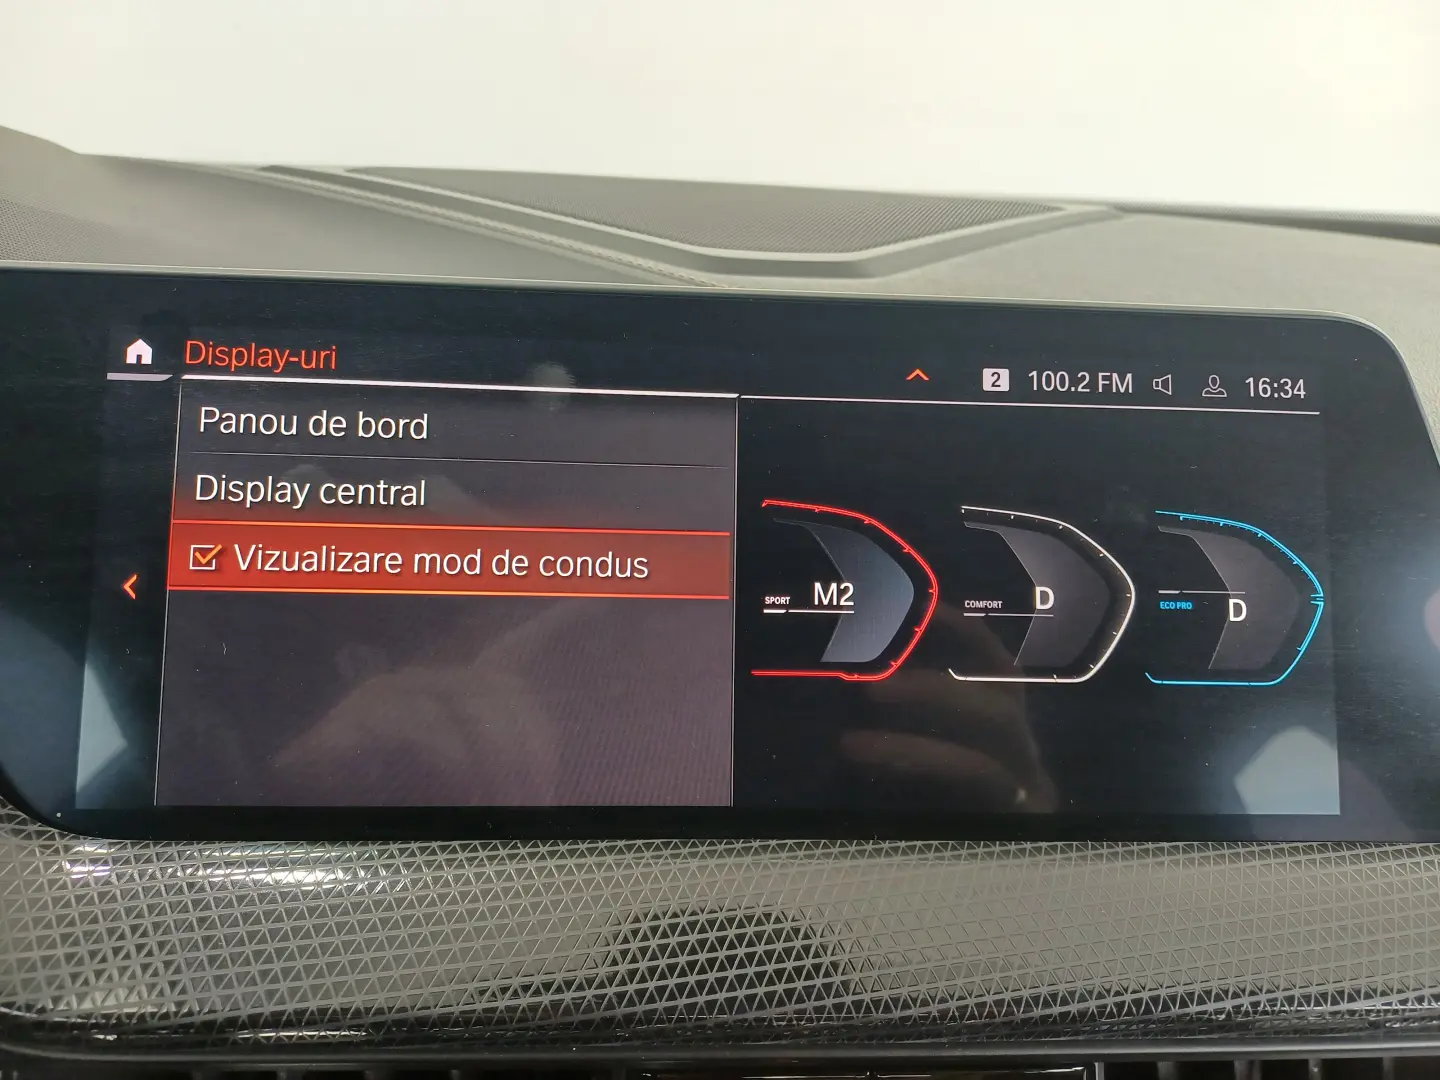 Display-uri
2 100.2 FM 16:34
Panou de bord
Display central
Vizualizare mod de condus
SPORT M2
COMFORT D
ECO PRO D